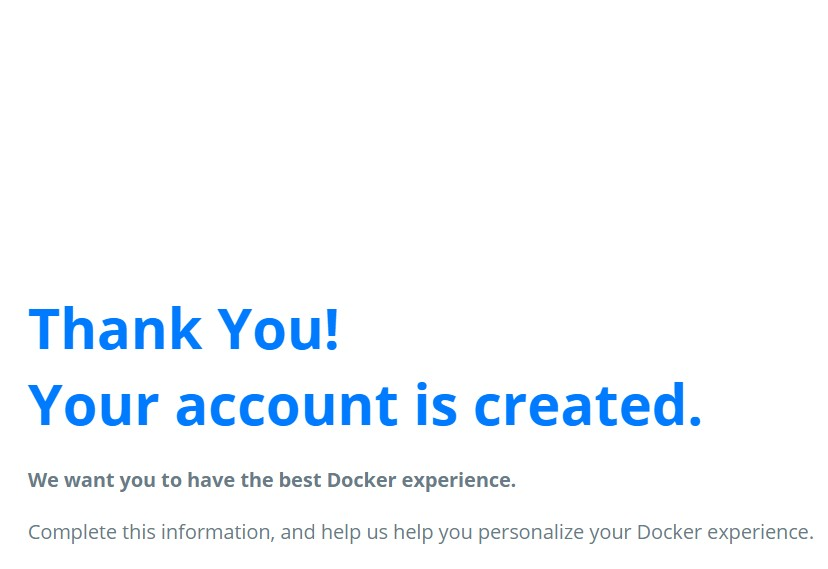 Thank You!
Your account is created.
We want you to have the best Docker experience.
Complete this information, and help us help you personalize your Docker experience.